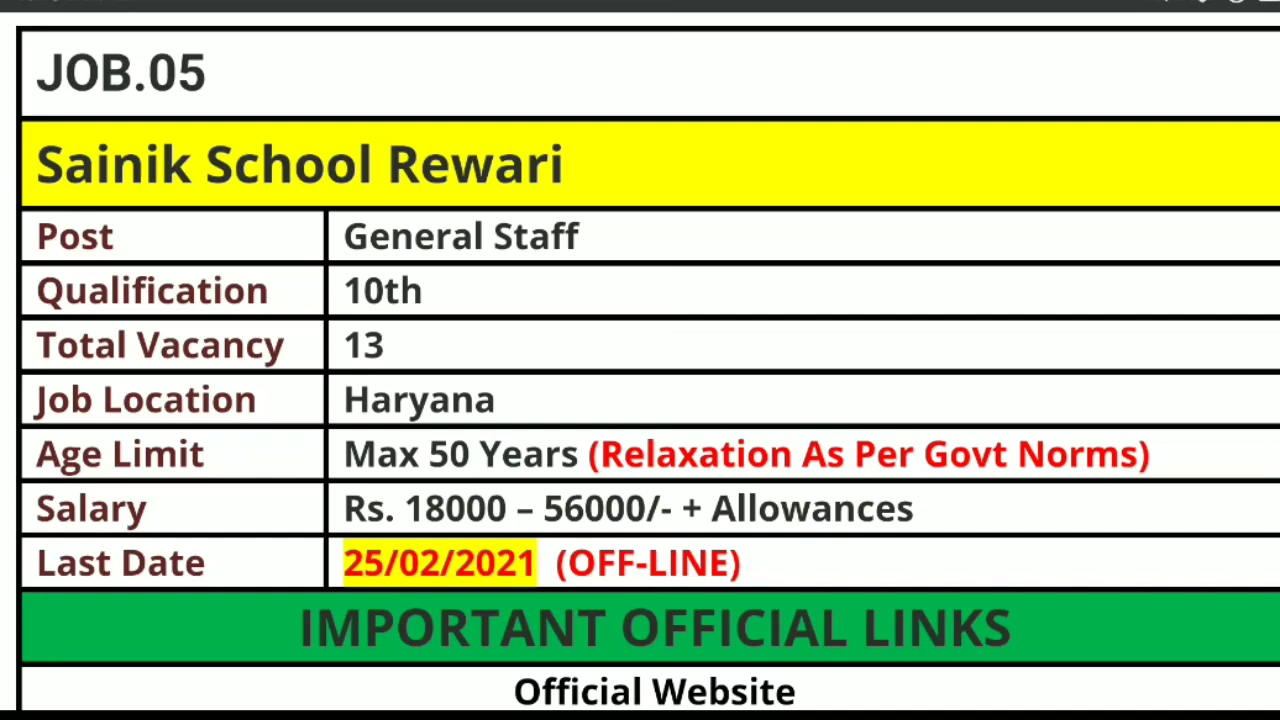 JOB.05
Sainik School Rewari
Post General Staff
Qualification 10th
Total Vacancy 13
Job Location Haryana
Age Limit Max 50 Years (Relaxation As Per Govt Norms)
Salary Rs. 18000 – 56000/- + Allowances
Last Date 25/02/2021 (OFF-LINE)
IMPORTANT OFFICIAL LINKS
Official Website